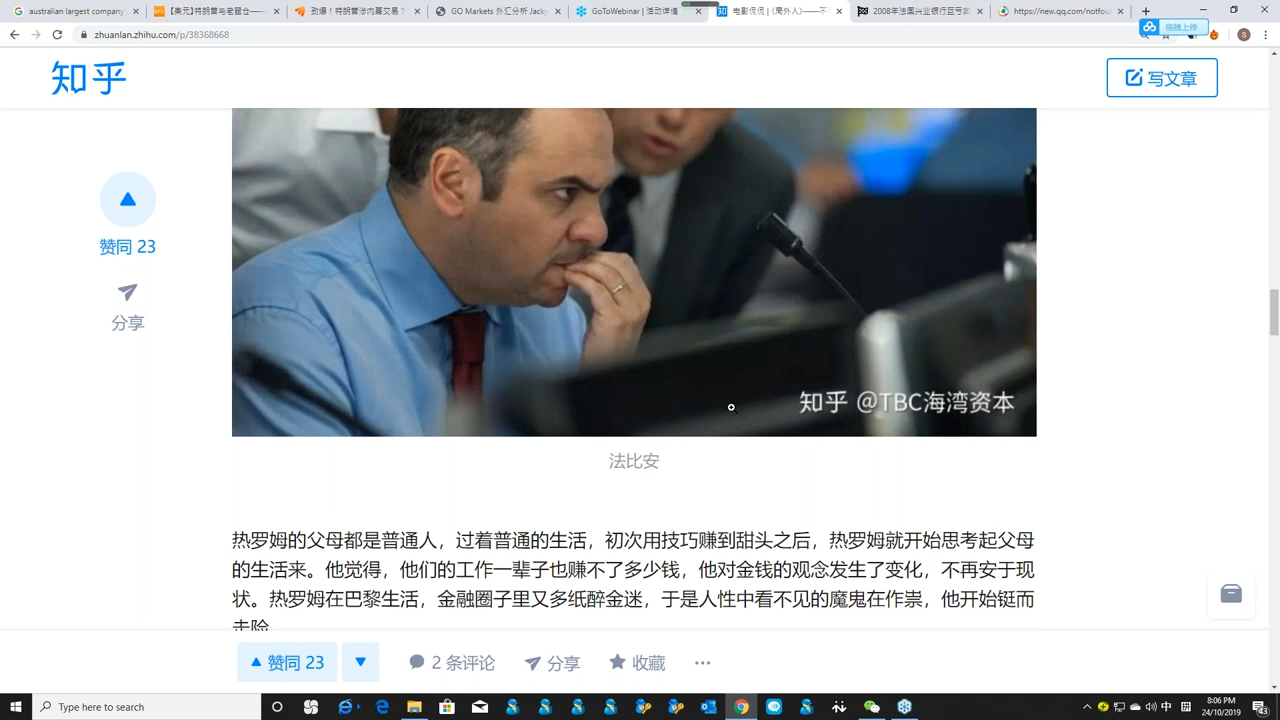 australian largest company
【美元】特朗普与老鼠仓——
劲爆！特朗普涉内幕交易？
GO Markets 外汇分析 Jacky
GoToWebinar | 活动详情
电影侃侃 |《局外人》——不
2008年法国兴业银行巨亏
https://new.qq.com/notfou
拖拽上传
zhuanlan.zhihu.com/p/38368668
S
知乎
写文章
赞同 23
分享
知乎 @TBC海湾资本
法比安
热罗姆的父母都是普通人，过着普通的生活，初次用技巧赚到甜头之后，热罗姆就开始思考起父母
的生活来。他觉得，他们的工作一辈子也赚不了多少钱，他对金钱的观念发生了变化，不再安于现
状。热罗姆在巴黎生活，金融圈子里又多纸醉金迷，于是人性中看不见的魔鬼在作祟，他开始铤而
走险
赞同 23
2 条评论
分享
收藏
Type here to search
中
8:06 PM
24/10/2019
43